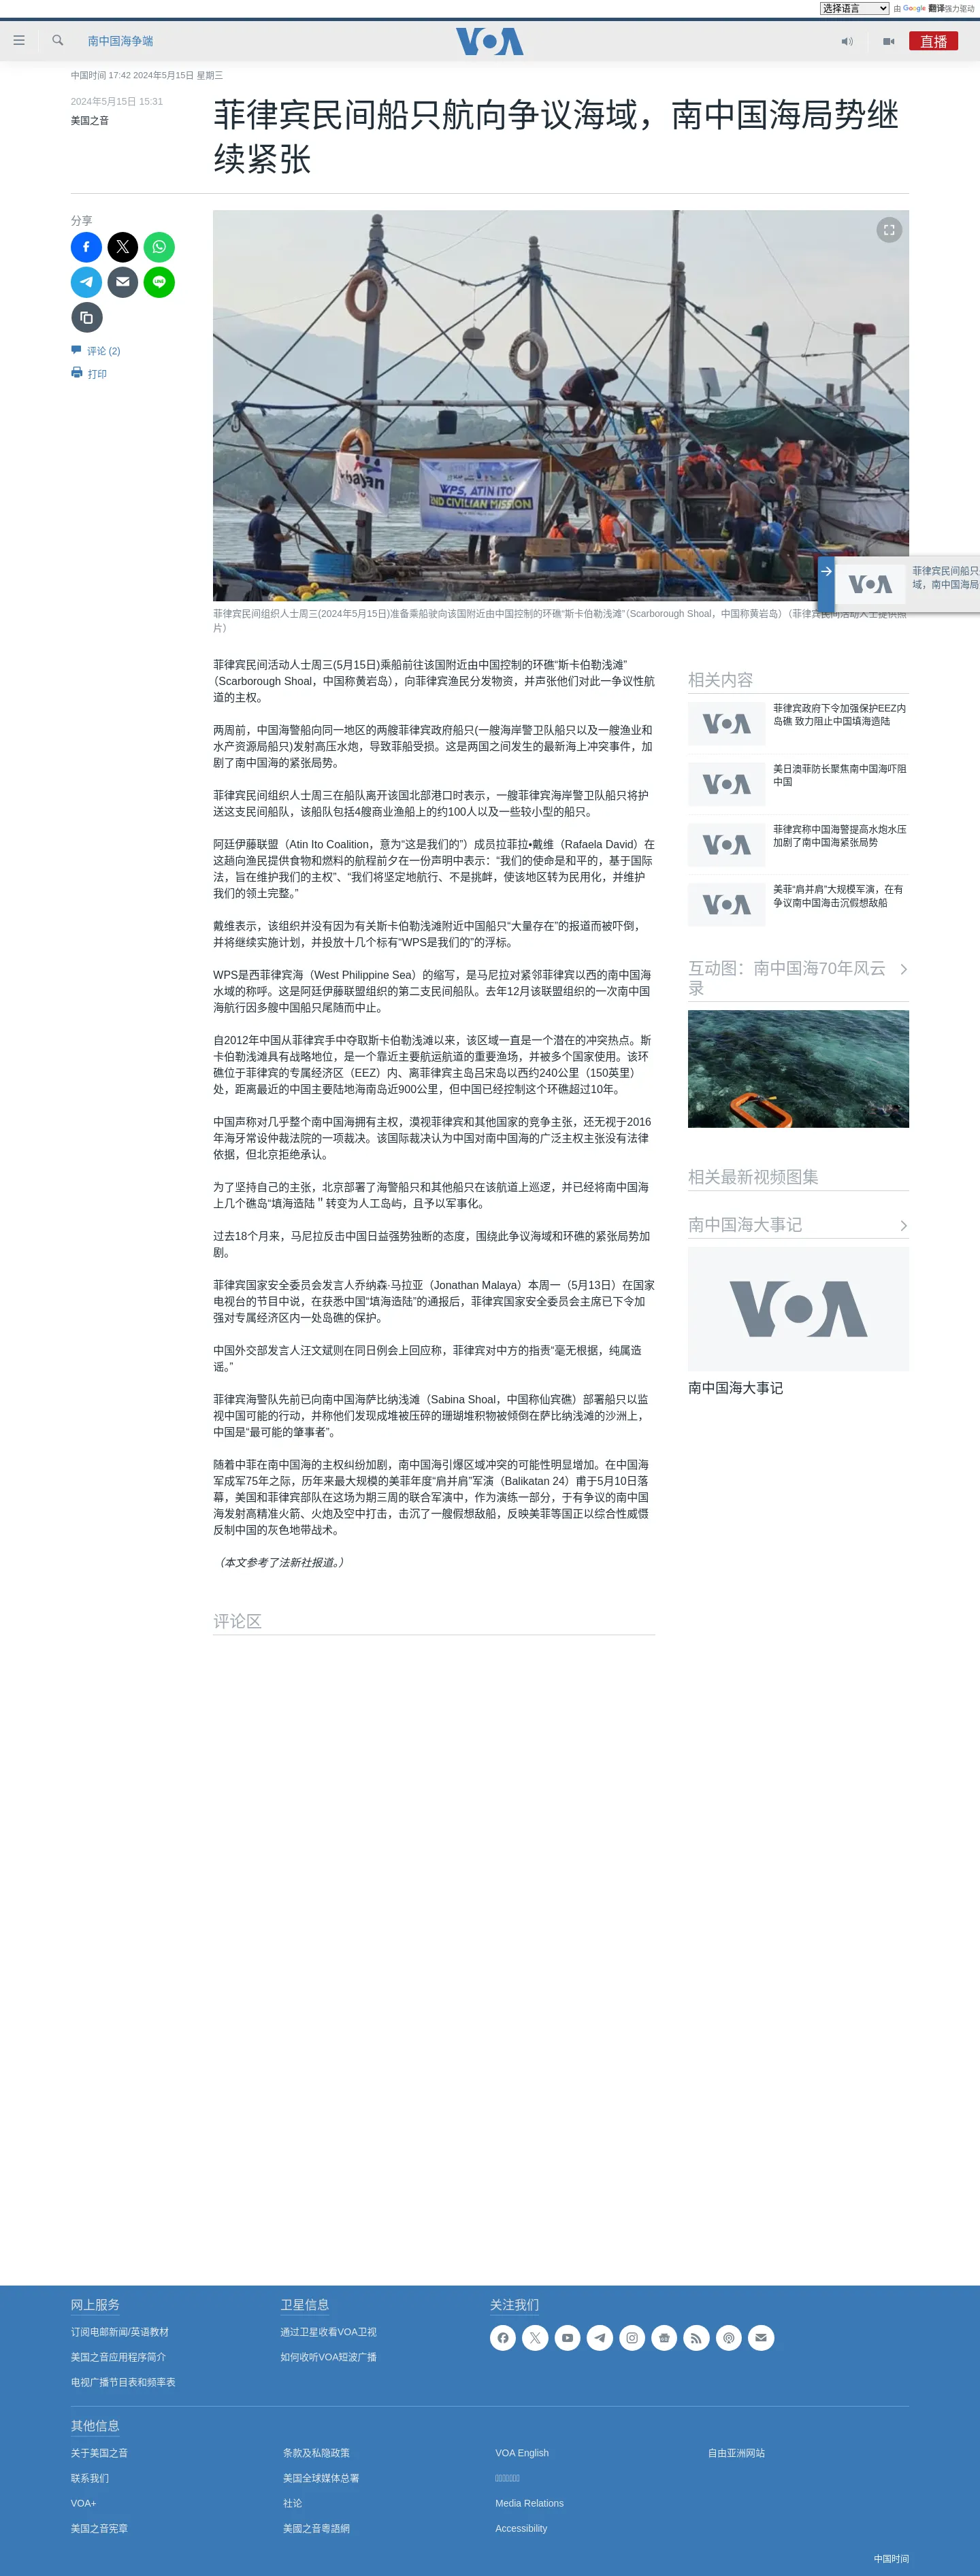 选择语言 由 Google 翻译强力驱动
南中国海争端
VOA
直播
中国时间 17:42 2024年5月15日 星期三
2024年5月15日 15:31
美国之音
菲律宾民间船只航向争议海域，南中国海局势继
续紧张
分享
评论 (2)
打印
bayan
WPS, ATIN ITO!
2ND CIVILIAN MISSION
菲律宾民间组织人士周三(2024年5月15日)准备乘船驶向该国附近由中国控制的环礁“斯卡伯勒浅滩”（Scarborough Shoal，中国称黄岩岛）（菲律宾民间活动人士提供照
片）
VOA
菲律宾民间船只
域，南中国海局
菲律宾民间活动人士周三(5月15日)乘船前往该国附近由中国控制的环礁“斯卡伯勒浅滩”
（Scarborough Shoal，中国称黄岩岛），向菲律宾渔民分发物资，并声张他们对此一争议性航
道的主权。
两周前，中国海警船向同一地区的两艘菲律宾政府船只(一艘海岸警卫队船只以及一艘渔业和
水产资源局船只)发射高压水炮，导致菲船受损。这是两国之间发生的最新海上冲突事件，加
剧了南中国海的紧张局势。
菲律宾民间组织人士周三在船队离开该国北部港口时表示，一艘菲律宾海岸警卫队船只将护
送这支民间船队，该船队包括4艘商业渔船上的约100人以及一些较小型的船只。
阿廷伊藤联盟（Atin Ito Coalition，意为“这是我们的”）成员拉菲拉•戴维（Rafaela David）在
这趟向渔民提供食物和燃料的航程前夕在一份声明中表示：“我们的使命是和平的，基于国际
法，旨在维护我们的主权”、“我们将坚定地航行、不是挑衅，使该地区转为民用化，并维护
我们的领土完整。”
戴维表示，该组织并没有因为有关斯卡伯勒浅滩附近中国船只“大量存在”的报道而被吓倒，
并将继续实施计划，并投放十几个标有“WPS是我们的”的浮标。
WPS是西菲律宾海（West Philippine Sea）的缩写，是马尼拉对紧邻菲律宾以西的南中国海
水域的称呼。这是阿廷伊藤联盟组织的第二支民间船队。去年12月该联盟组织的一次南中国
海航行因多艘中国船只尾随而中止。
自2012年中国从菲律宾手中夺取斯卡伯勒浅滩以来，该区域一直是一个潜在的冲突热点。斯
卡伯勒浅滩具有战略地位，是一个靠近主要航运航道的重要渔场，并被多个国家使用。该环
礁位于菲律宾的专属经济区（EEZ）内、离菲律宾主岛吕宋岛以西约240公里（150英里）
处，距离最近的中国主要陆地海南岛近900公里，但中国已经控制这个环礁超过10年。
中国声称对几乎整个南中国海拥有主权，漠视菲律宾和其他国家的竞争主张，还无视于2016
年海牙常设仲裁法院的一项裁决。该国际裁决认为中国对南中国海的广泛主权主张没有法律
依据，但北京拒绝承认。
为了坚持自己的主张，北京部署了海警船只和其他船只在该航道上巡逻，并已经将南中国海
上几个礁岛“填海造陆＂转变为人工岛屿，且予以军事化。
过去18个月来，马尼拉反击中国日益强势独断的态度，围绕此争议海域和环礁的紧张局势加
剧。
菲律宾国家安全委员会发言人乔纳森·马拉亚（Jonathan Malaya）本周一（5月13日）在国家
电视台的节目中说，在获悉中国“填海造陆”的通报后，菲律宾国家安全委员会主席已下令加
强对专属经济区内一处岛礁的保护。
中国外交部发言人汪文斌则在同日例会上回应称，菲律宾对中方的指责“毫无根据，纯属造
谣。”
菲律宾海警队先前已向南中国海萨比纳浅滩（Sabina Shoal，中国称仙宾礁）部署船只以监
视中国可能的行动，并称他们发现成堆被压碎的珊瑚堆积物被倾倒在萨比纳浅滩的沙洲上，
中国是“最可能的肇事者”。
随着中菲在南中国海的主权纠纷加剧，南中国海引爆区域冲突的可能性明显增加。在中国海
军成军75年之际，历年来最大规模的美菲年度“肩并肩”军演（Balikatan 24）甫于5月10日落
幕，美国和菲律宾部队在这场为期三周的联合军演中，作为演练一部分，于有争议的南中国
海发射高精准火箭、火炮及空中打击，击沉了一艘假想敌船，反映美菲等国正以综合性威慑
反制中国的灰色地带战术。
（本文参考了法新社报道。）
评论区
相关内容
VOA
菲律宾政府下令加强保护EEZ内
岛礁 致力阻止中国填海造陆
VOA
美日澳菲防长聚焦南中国海吓阻
中国
VOA
菲律宾称中国海警提高水炮水压
加剧了南中国海紧张局势
VOA
美菲“肩并肩”大规模军演，在有
争议南中国海击沉假想敌船
互动图：南中国海70年风云
录
相关最新视频图集
南中国海大事记
VOA
南中国海大事记
网上服务
订阅电邮新闻/英语教材
美国之音应用程序简介
电视广播节目表和频率表
卫星信息
通过卫星收看VOA卫视
如何收听VOA短波广播
关注我们
其他信息
关于美国之音
联系我们
VOA+
美国之音宪章
条款及私隐政策
美国全球媒体总署
社论
美國之音粵語網
VOA English
Media Relations
Accessibility
自由亚洲网站
中国时间